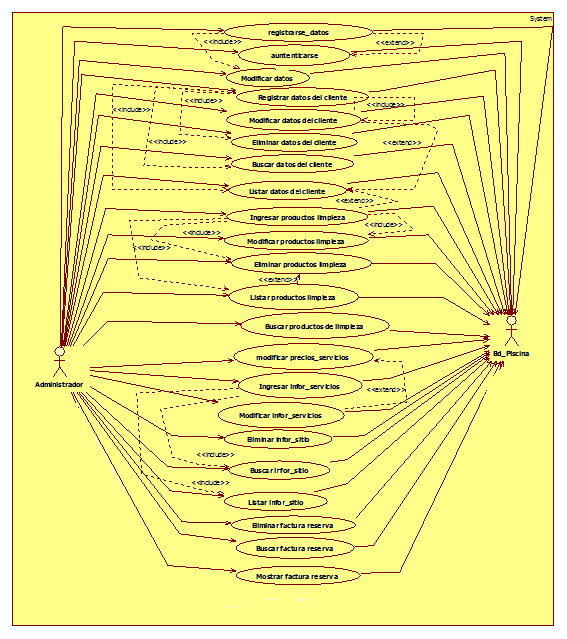 System
registrarse_datos
<<include>>
<<extend>>
auntenticarse
Modificar datos
Registrar datos del cliente
<<include>>
<<include>>
<<include>>
Modificar datos del cliente
Eliminar datos del cliente
<<include>>
<<extend>>
Buscar datos del cliente
Listar datos del cliente
<<extend>>
Ingresar productos limpieza
<<include>>
<<include>>
Modificar productos limpieza
<<include>>
Eliminar productos limpieza
<<extend>>
Listar productos limpieza
Buscar productos de limpieza
Bd_Piscina
modificar precios_servicios
Administrador
Ingresar infor_servicios
<<extend>>
Modificar infor_servicios
Eliminar infor_sitio
<<include>>
Buscar infor_sitio
<<include>>
Listar infor_sitio
Eliminar factura reserva
Buscar factura reserva
Mostrar factura reserva